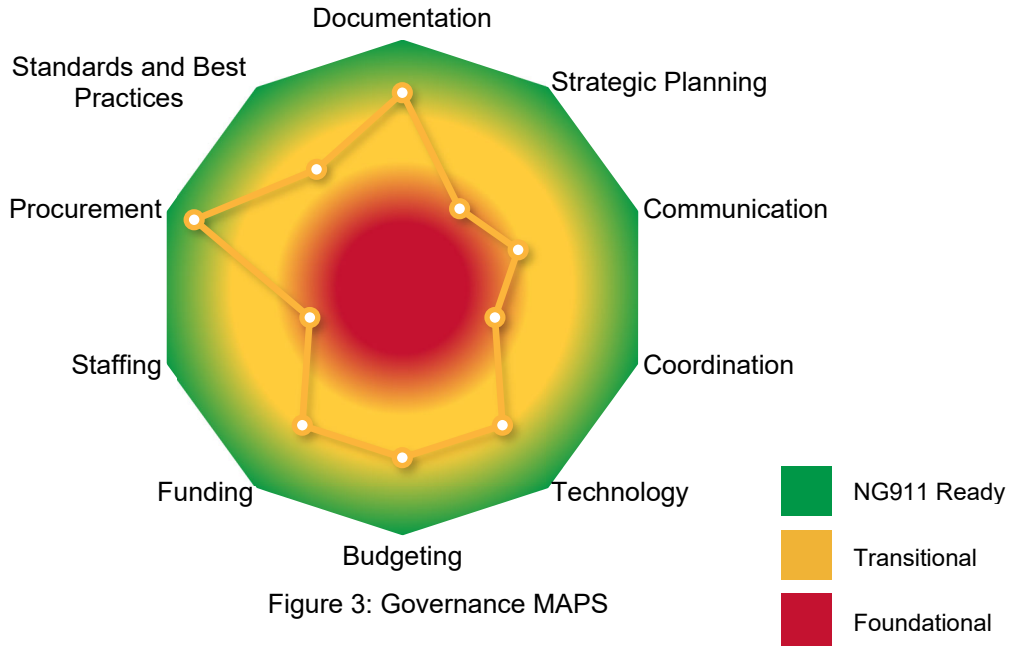 Documentation
Standards and Best
Practices
Strategic Planning
Procurement
Communication
Staffing
Coordination
Funding
Technology
Budgeting
NG911 Ready
Transitional
Foundational
Figure 3: Governance MAPS